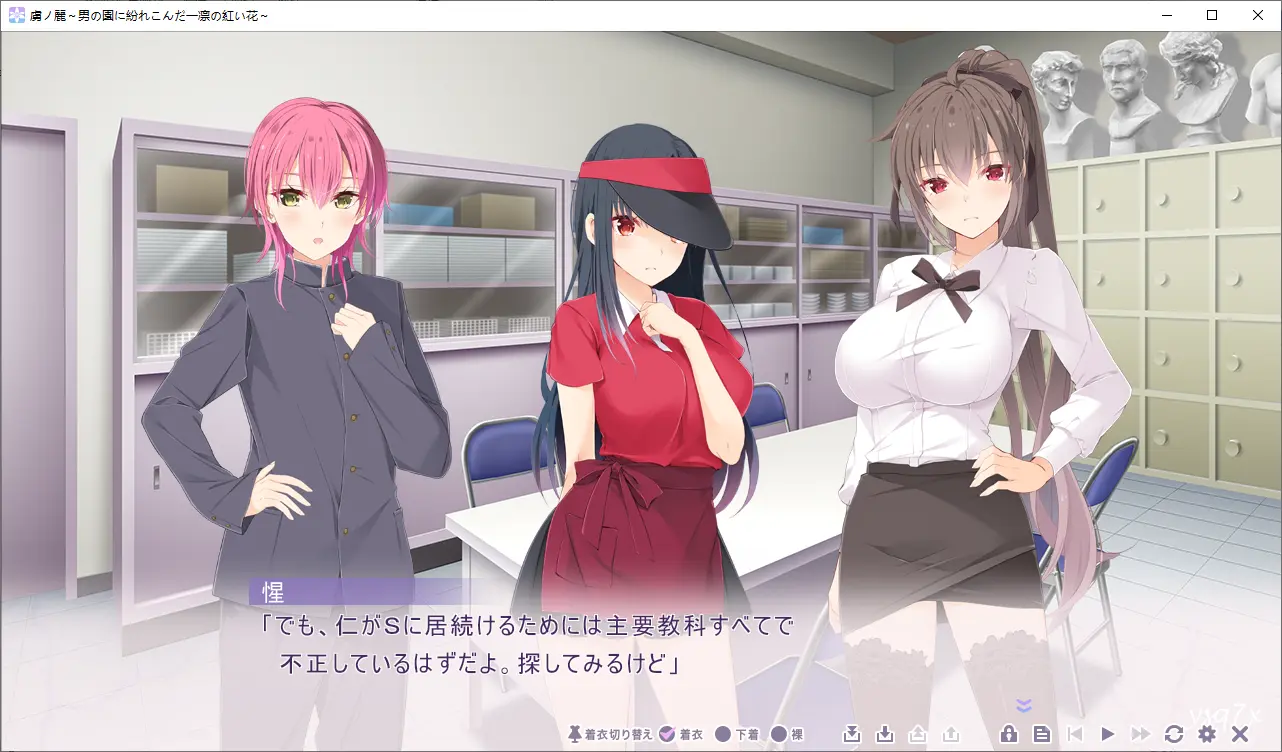 虜ノ麗～男の園に紛れこんだ一凛の紅い花～
惺
「でも、仁がSに居続けるためには主要教科すべてで
不正しているはずだよ。探してみるけど」
着衣切り替え 着衣 下着 裸
vsq7x